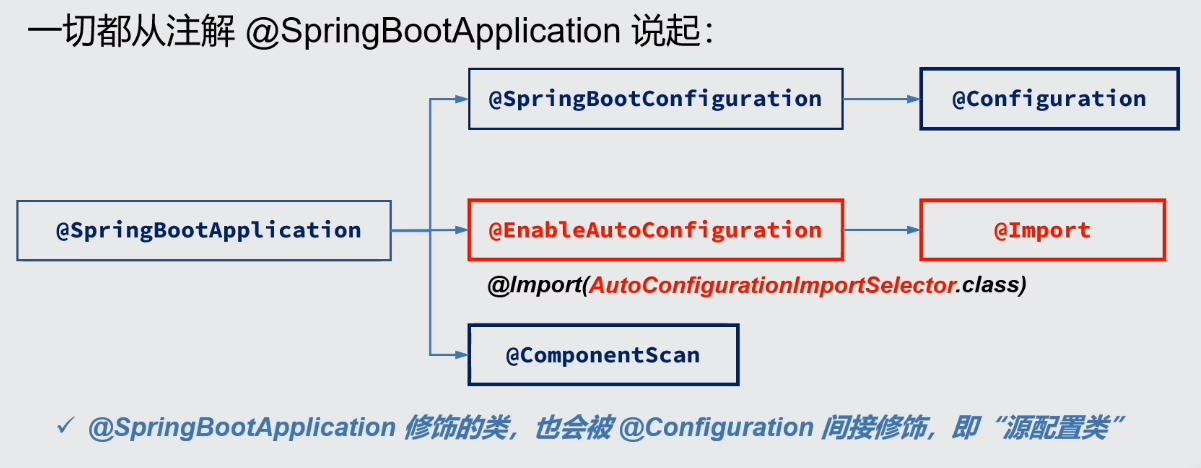 一切都从注解 @SpringBootApplication 说起：
@SpringBootConfiguration
@Configuration
@SpringBootApplication
@EnableAutoConfiguration
@Import
@Import(AutoConfigurationImportSelector.class)
@ComponentScan
✓ @SpringBootApplication 修饰的类，也会被 @Configuration 间接修饰，即“源配置类”